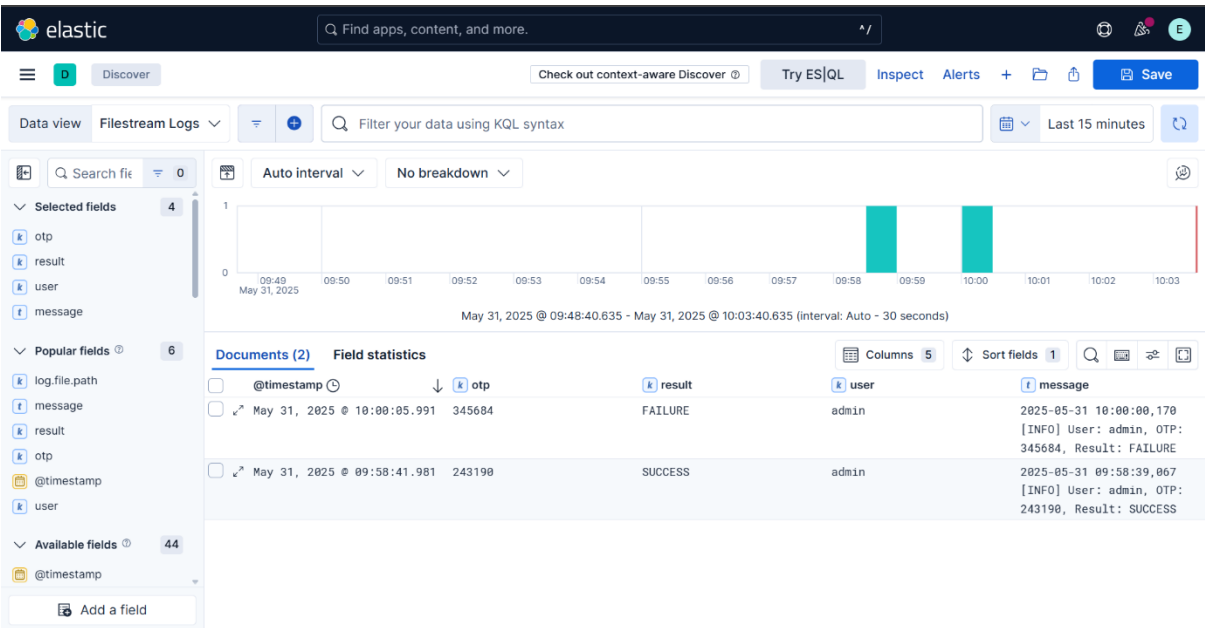 elastic
Find apps, content, and more.
^/
E
D
Discover
Check out context-aware Discover
Try ES|QL
Inspect
Alerts
Save
Data view
Filestream Logs
Filter your data using KQL syntax
Last 15 minutes
Search fie
0
Auto interval
No breakdown
Selected fields
4
k otp
k result
k user
t message
Popular fields
6
k log.file.path
t message
k result
k otp
@timestamp
k user
Available fields
44
@timestamp
Add a field
1
0
09:49 09:50 09:51 09:52 09:53 09:54 09:55 09:56 09:57 09:58 09:59 10:00 10:01 10:02 10:03
May 31, 2025
May 31, 2025 @ 09:48:40.635 - May 31, 2025 @ 10:03:40.635 (interval: Auto - 30 seconds)
Documents (2) Field statistics
Columns 5
Sort fields 1
@timestamp k otp k result k user t message
May 31, 2025 @ 10:00:05.991 345684 FAILURE admin 2025-05-31 10:00:00,170
[INFO] User: admin, OTP:
345684, Result: FAILURE
May 31, 2025 @ 09:58:41.981 243190 SUCCESS admin 2025-05-31 09:58:39,067
[INFO] User: admin, OTP:
243190, Result: SUCCESS